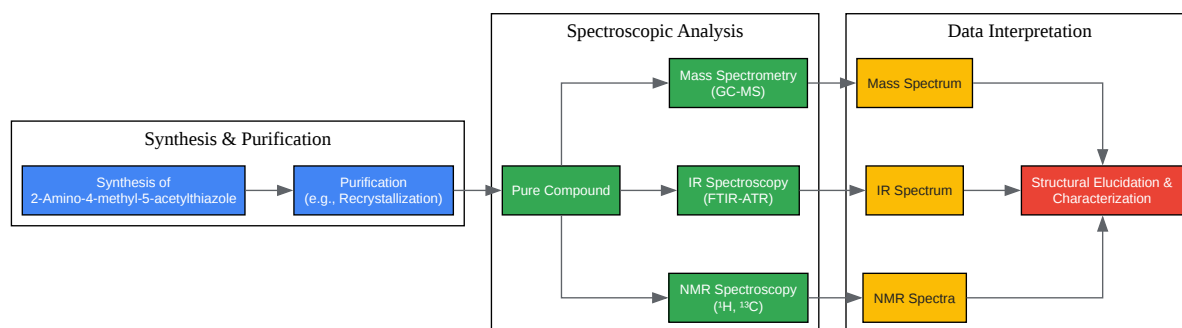 Synthesis & Purification
Synthesis of
2-Amino-4-methyl-5-acetylthiazole
Purification
(e.g., Recrystallization)
Spectroscopic Analysis
Pure Compound
Mass Spectrometry
(GC-MS)
IR Spectroscopy
(FTIR-ATR)
NMR Spectroscopy
(¹H, ¹³C)
Data Interpretation
Mass Spectrum
IR Spectrum
NMR Spectra
Structural Elucidation &
Characterization